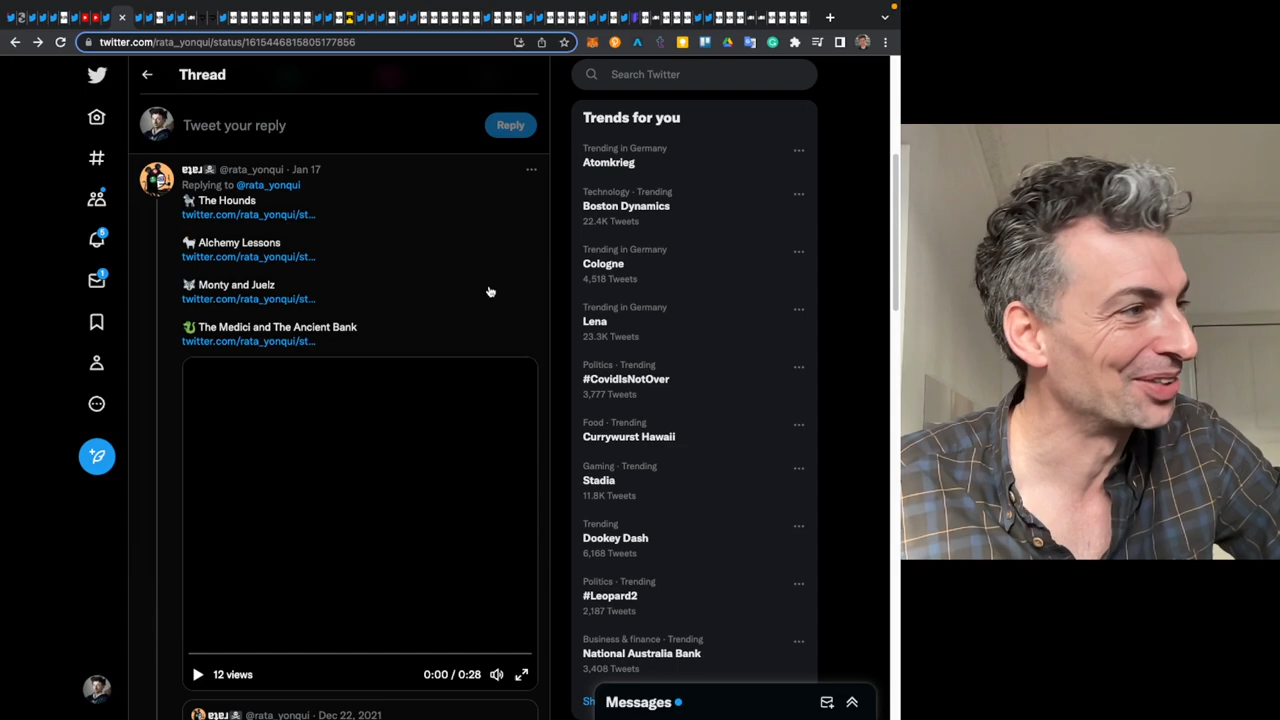 twitter.com/rata_yonqui/status/1615446815805177856
Thread
Search Twitter
Tweet your reply
Reply
@rata_yonqui · Jan 17
Replying to @rata_yonqui
The Hounds
twitter.com/rata_yonqui/st...
Alchemy Lessons
twitter.com/rata_yonqui/st...
Monty and Juelz
twitter.com/rata_yonqui/st...
The Medici and The Ancient Bank
twitter.com/rata_yonqui/st...
12 views
0:00 / 0:28
@rata_yonqui · Dec 22, 2021
5
1
Trends for you
Trending in Germany
Atomkrieg
Technology · Trending
Boston Dynamics
22.4K Tweets
Trending in Germany
Cologne
4,518 Tweets
Trending in Germany
Lena
23.3K Tweets
Politics · Trending
#CovidIsNotOver
3,777 Tweets
Food · Trending
Currywurst Hawaii
Gaming · Trending
Stadia
11.8K Tweets
Trending
Dookey Dash
6,168 Tweets
Politics · Trending
#Leopard2
2,187 Tweets
Business & finance · Trending
National Australia Bank
3,408 Tweets
Sh
Messages